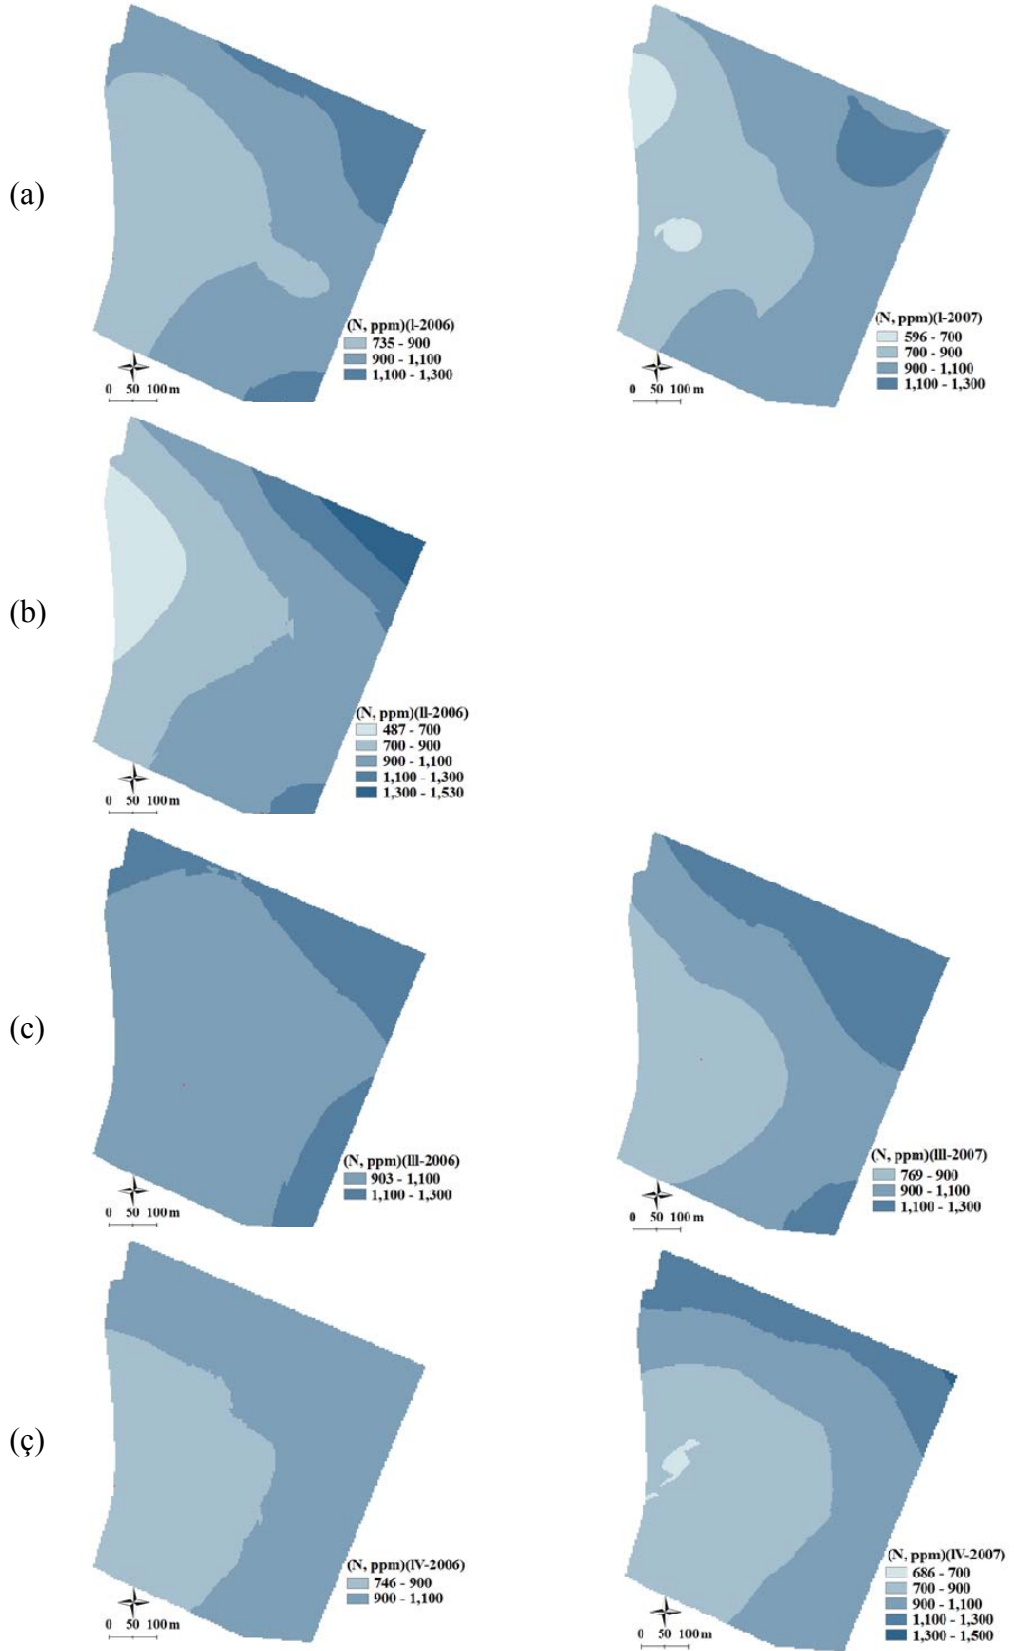 (a)
(N, ppm)(I-2006)
735 - 900
900 - 1,100
1,100 - 1,300
0 50 100 m
(N, ppm)(I-2007)
596 - 700
700 - 900
900 - 1,100
1,100 - 1,300
0 50 100 m
(b)
(N, ppm)(II-2006)
487 - 700
700 - 900
900 - 1,100
1,100 - 1,300
1,300 - 1,530
0 50 100 m
(c)
(N, ppm)(III-2006)
903 - 1,100
1,100 - 1,300
0 50 100 m
(N, ppm)(III-2007)
769 - 900
900 - 1,100
1,100 - 1,300
0 50 100 m
(ç)
(N, ppm)(IV-2006)
746 - 900
900 - 1,100
0 50 100 m
(N, ppm)(IV-2007)
686 - 700
700 - 900
900 - 1,100
1,100 - 1,300
1,300 - 1,500
0 50 100 m